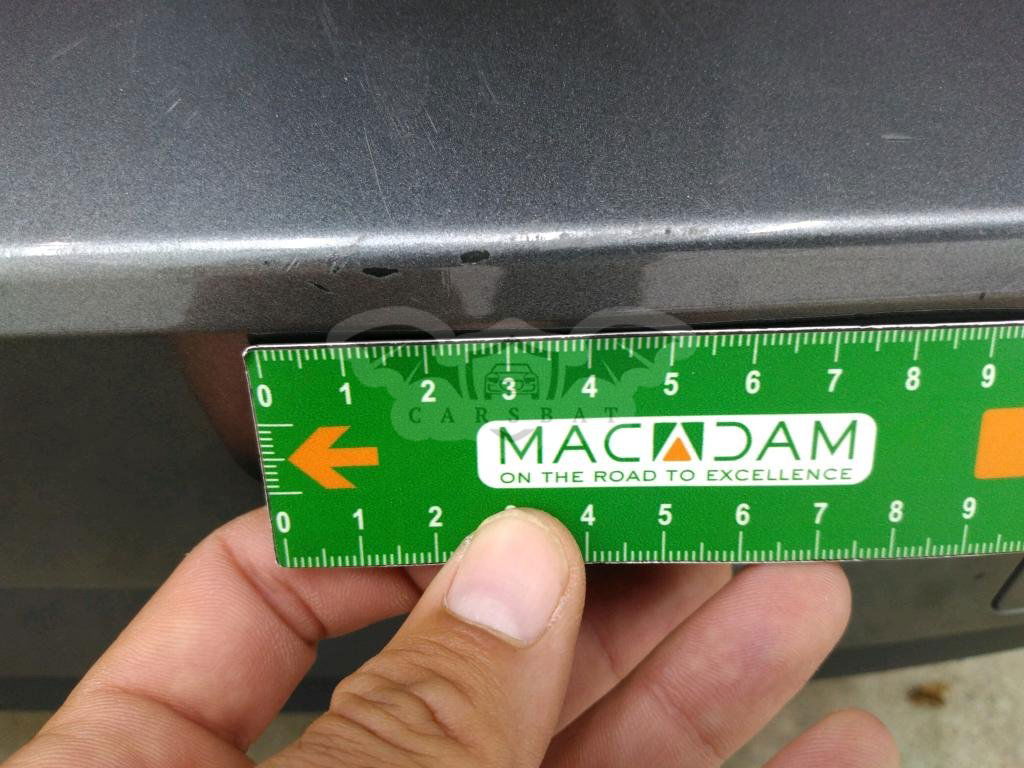 0 1 2 3 4 5 6 7 8 9
CARSBAT
MACADAM
ON THE ROAD TO EXCELLENCE
0 1 2 4 5 6 7 8 9